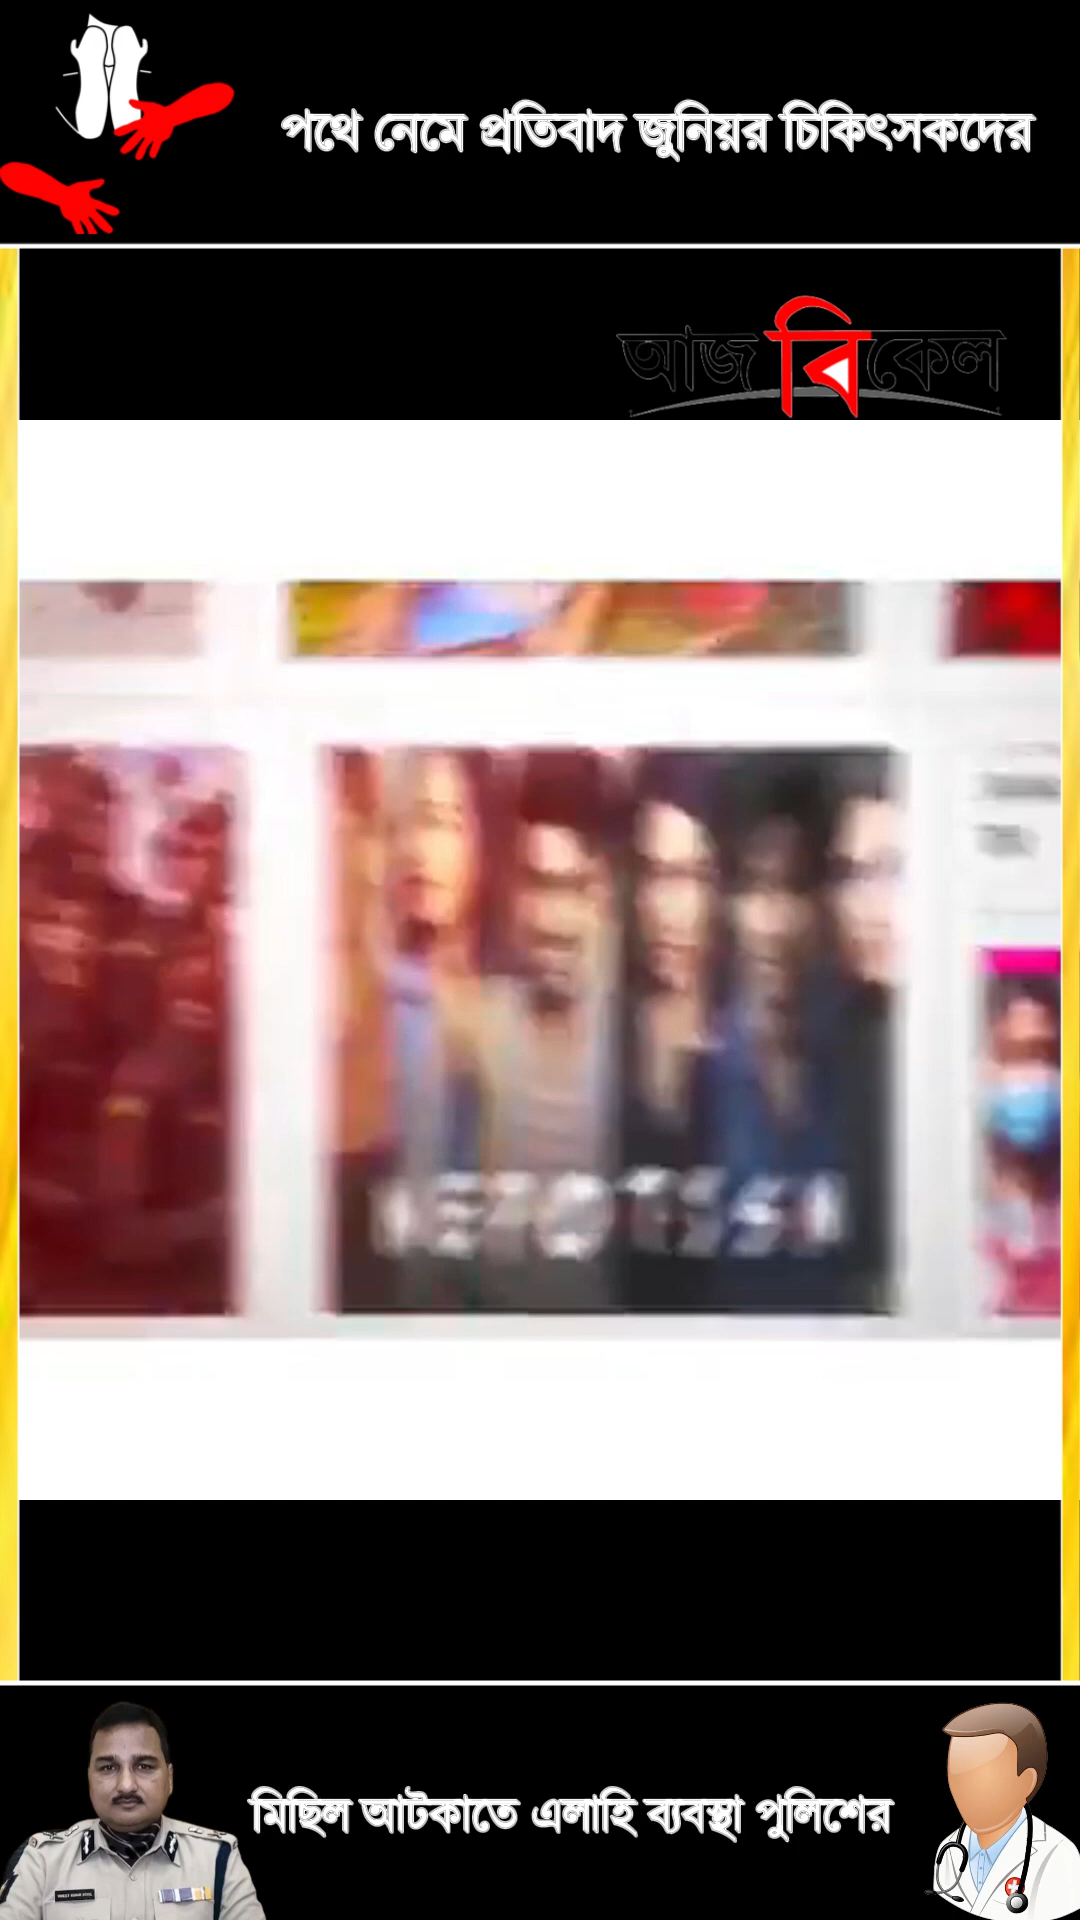 পথে নেমে প্রতিবাদ জুনিয়র চিকিৎসকদের
আজ বিকেল
মিছিল আটকাতে এলাহি ব্যবস্থা পুলিশের